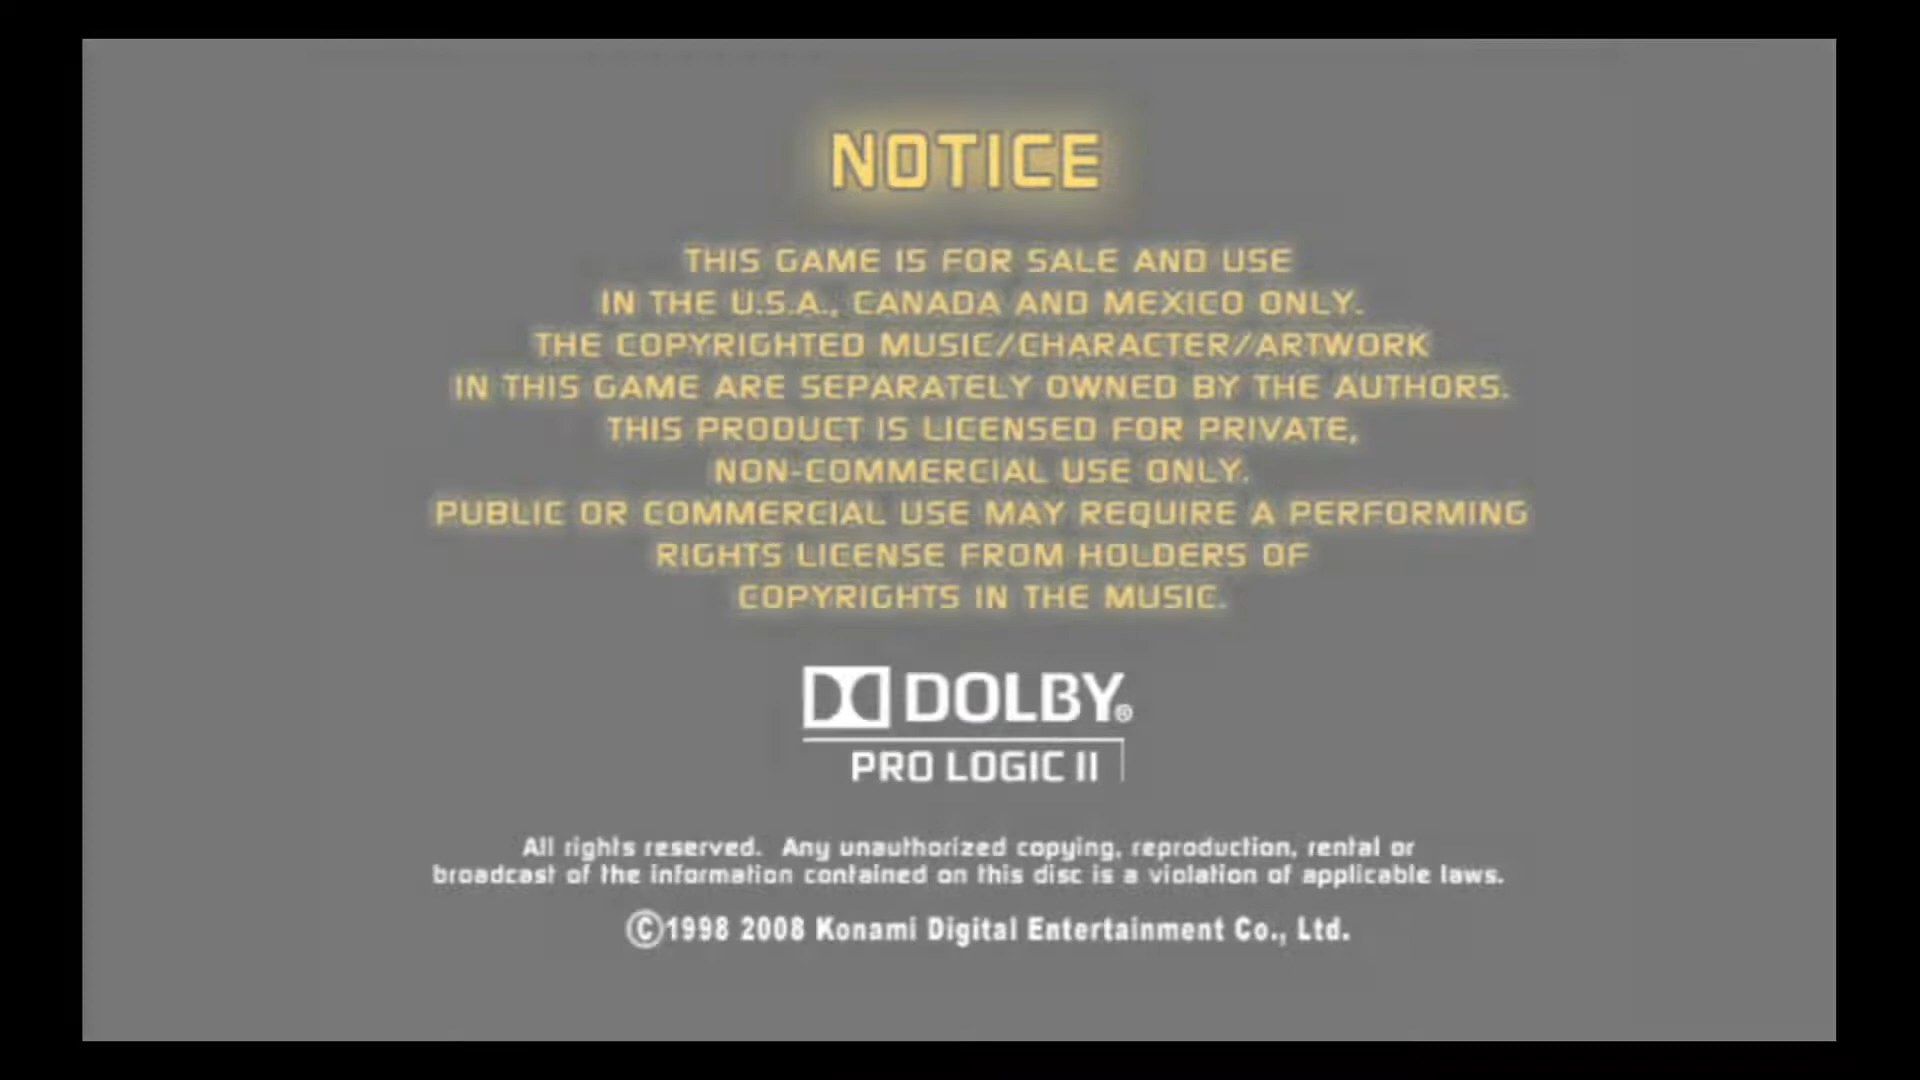 NOTICE
THIS GAME IS FOR SALE AND USE
IN THE U.S.A., CANADA AND MEXICO ONLY.
THE COPYRIGHTED MUSIC/CHARACTER/ARTWORK
IN THIS GAME ARE SEPARATELY OWNED BY THE AUTHORS.
THIS PRODUCT IS LICENSED FOR PRIVATE,
NON-COMMERCIAL USE ONLY.
PUBLIC OR COMMERCIAL USE MAY REQUIRE A PERFORMING
RIGHTS LICENSE FROM HOLDERS OF
COPYRIGHTS IN THE MUSIC.
DOLBY®
PRO LOGIC II
All rights reserved. Any unauthorized copying, reproduction, rental or
broadcast of the information contained on this disc is a violation of applicable laws.
©1998 2008 Konami Digital Entertainment Co., Ltd.